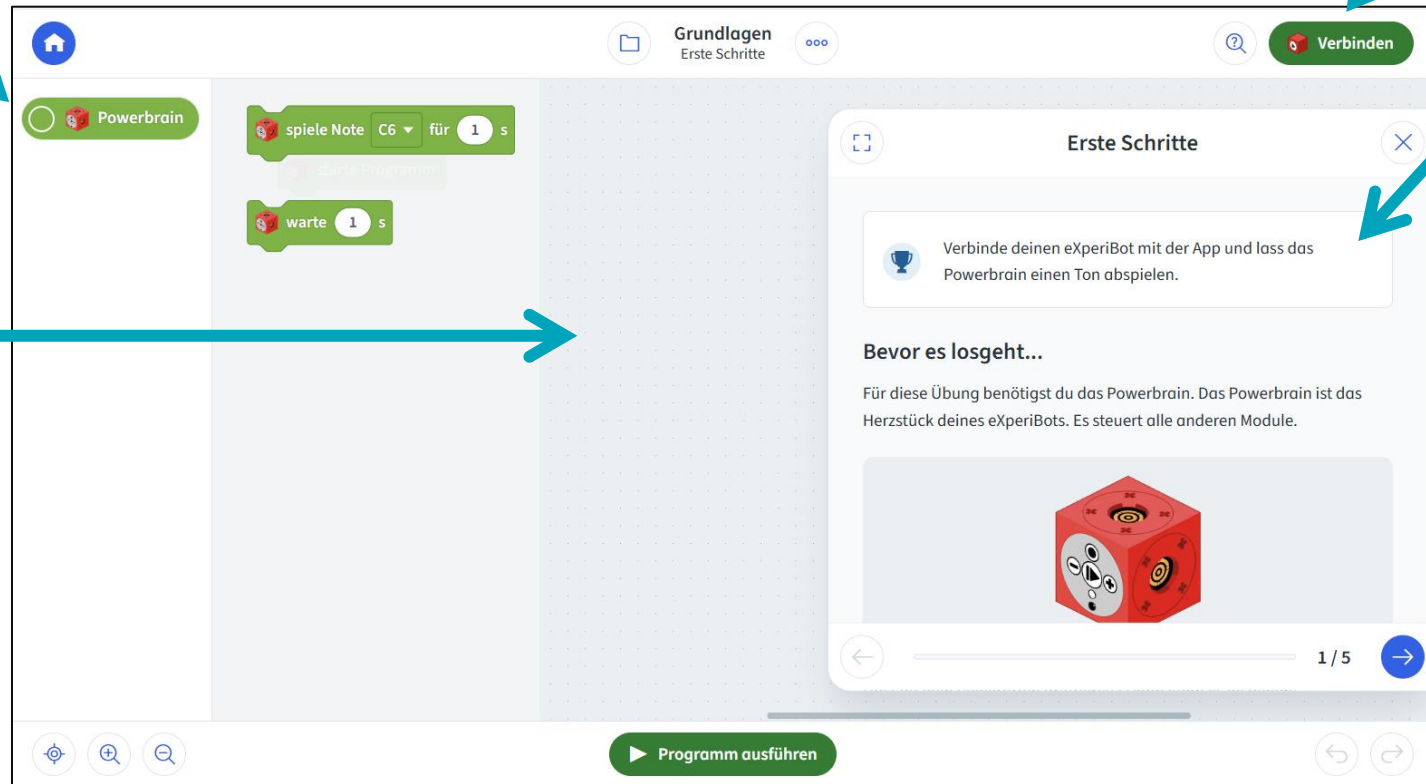 Grundlagen
Erste Schritte
Verbinden
Powerbrain
spiele Note C6 für 1 s
starte Programm
warte 1 s
Erste Schritte
Verbinde deinen eXperiBot mit der App und lass das
Powerbrain einen Ton abspielen.
Bevor es losgeht...
Für diese Übung benötigst du das Powerbrain. Das Powerbrain ist das
Herzstück deines eXperiBots. Es steuert alle anderen Module.
1 / 5
Programm ausführen